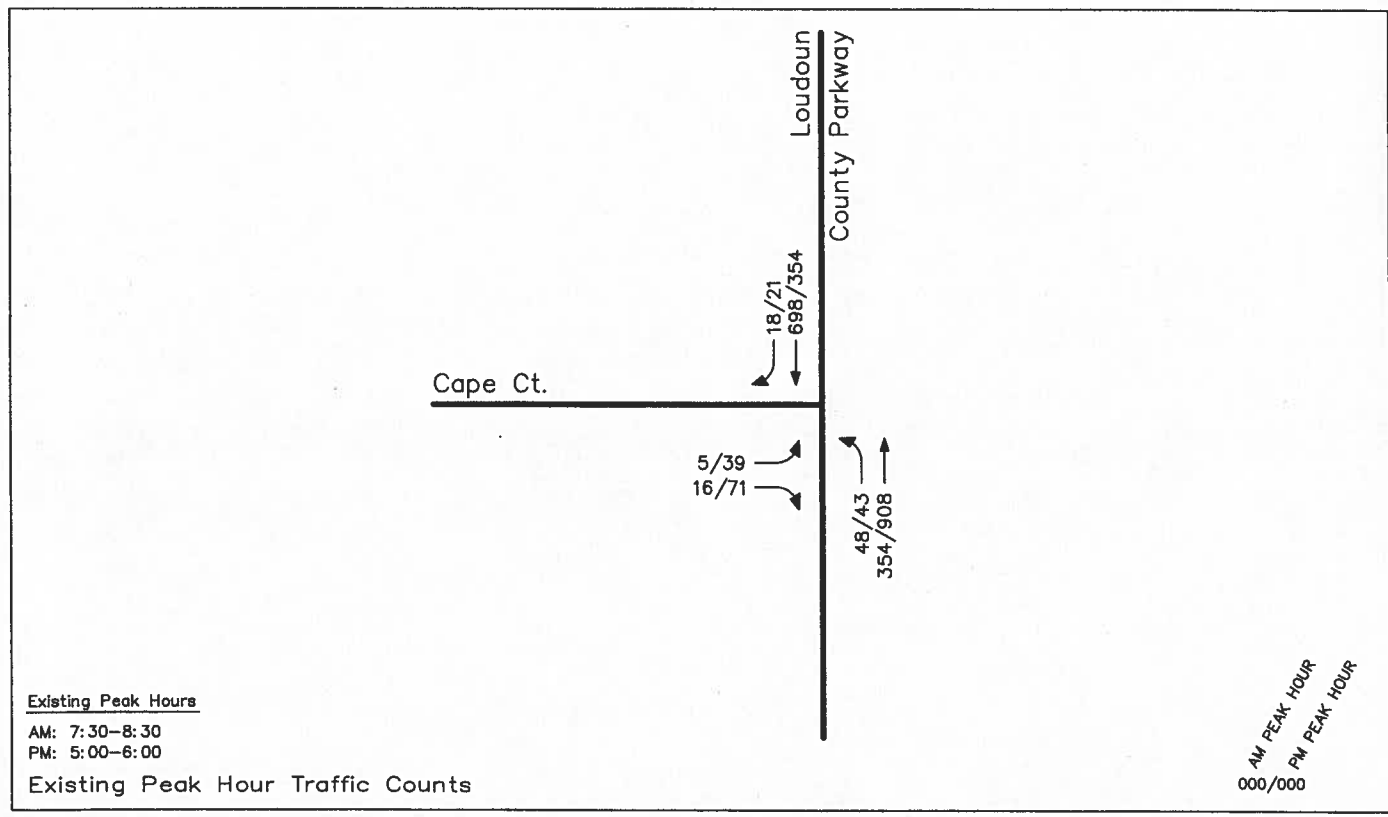 Loudoun
County Parkway
18/21
698/354
Cape Ct.
5/39
16/71
48/43
354/908
Existing Peak Hours
AM: 7:30-8:30
PM: 5:00-6:00
Existing Peak Hour Traffic Counts
AM PEAK HOUR
PM PEAK HOUR
000/000